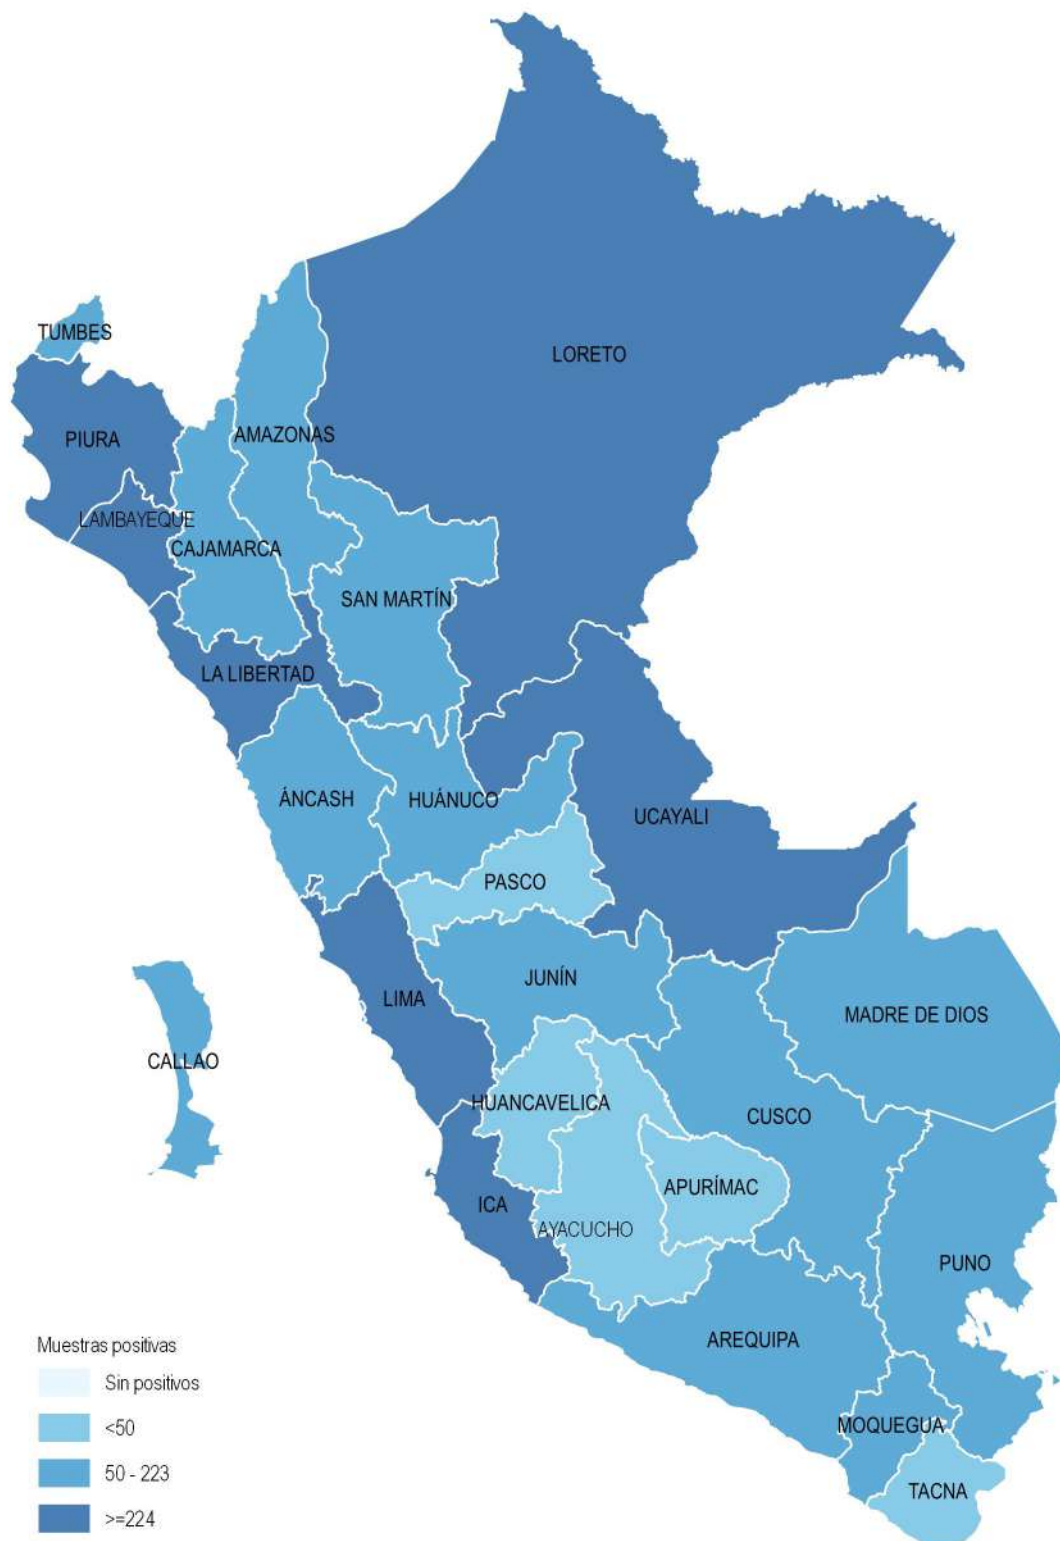 TUMBES
LORETO
PIURA
AMAZONAS
LAMBAYEQUE
CAJAMARCA
SAN MARTÍN
LA LIBERTAD
ÁNCASH
HUÁNUCO
UCAYALI
PASCO
JUNÍN
LIMA
MADRE DE DIOS
CALLAO
HUANCAVELICA
CUSCO
APURÍMAC
ICA
AYACUCHO
PUNO
AREQUIPA
MOQUEGUA
TACNA
Muestras positivas
Sin positivos
<50
50 - 223
>=224